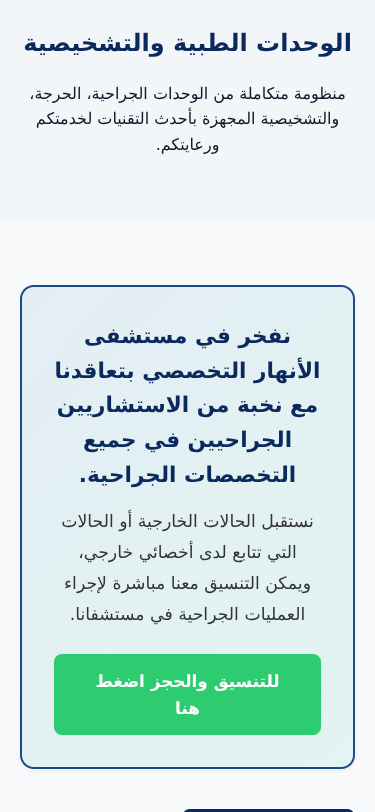 الوحدات الطبية والتشخيصية
منظومة متكاملة من الوحدات الجراحية، الحرجة،
والتشخيصية المجهزة بأحدث التقنيات لخدمتكم
ورعايتكم.
نفخر في مستشفى
الأنهار التخصصي بتعاقدنا
مع نخبة من الاستشاريين
الجراحيين في جميع
التخصصات الجراحية.
نستقبل الحالات الخارجية أو الحالات
التي تتابع لدى أخصائي خارجي،
ويمكن التنسيق معنا مباشرة لإجراء
العمليات الجراحية في مستشفانا.
للتنسيق والحجز اضغط
هنا